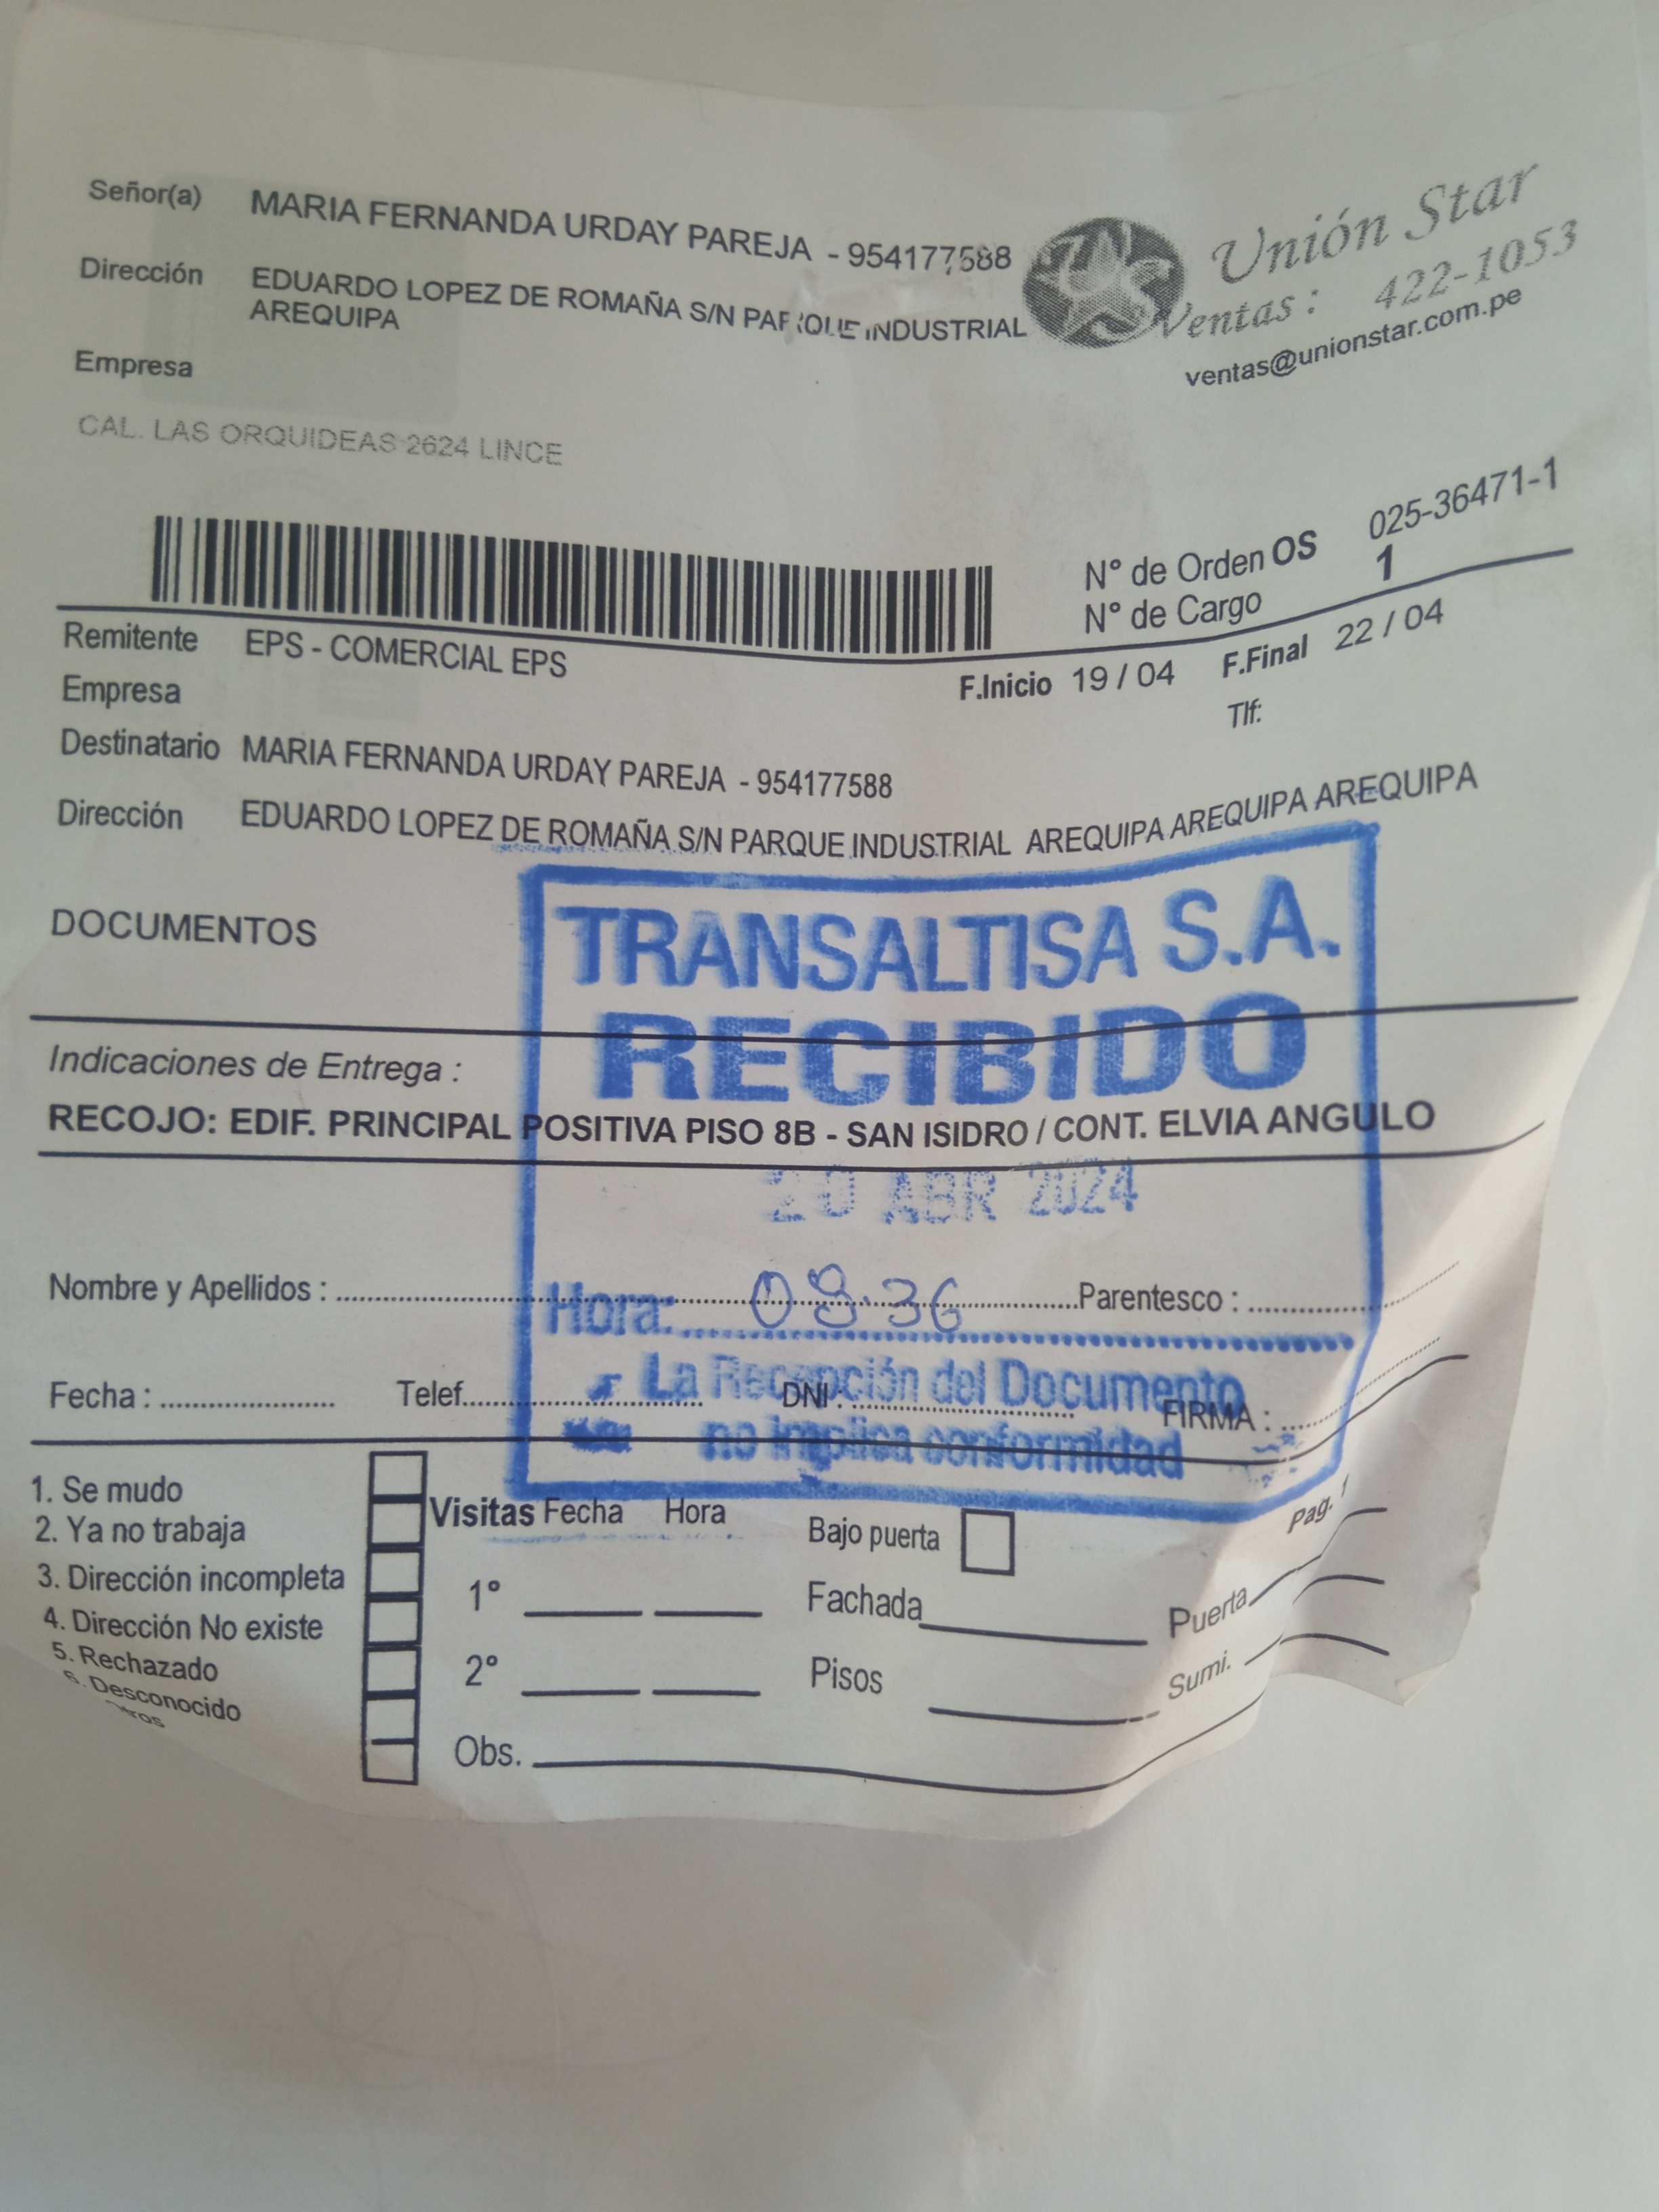 Señor(a) MARIA FERNANDA URDAY PAREJA - 954177588
Unión Star
Dirección EDUARDO LOPEZ DE ROMAÑA S/N PARQUE INDUSTRIAL
AREQUIPA
Ventas : 422-1053
ventas@unionstar.com.pe
Empresa
CAL. LAS ORQUIDEAS 2624 LINCE
N° de Orden OS 025-36471-1
N° de Cargo 1
Remitente EPS - COMERCIAL EPS
F.Inicio 19 / 04 F.Final 22 / 04
Empresa
Tlf:
Destinatario MARIA FERNANDA URDAY PAREJA - 954177588
Dirección EDUARDO LOPEZ DE ROMAÑA S/N PARQUE INDUSTRIAL AREQUIPA AREQUIPA AREQUIPA
DOCUMENTOS
TRANSALTISA S.A.
RECIBIDO
Indicaciones de Entrega :
RECOJO: EDIF. PRINCIPAL POSITIVA PISO 8B - SAN ISIDRO / CONT. ELVIA ANGULO
20 ABR 2024
Nombre y Apellidos : Parentesco :
Hora: 08:36
La Recepción del Documento
no implica conformidad
Fecha : Telef. DNI : FIRMA :
1. Se mudo
2. Ya no trabaja
3. Dirección incompleta
4. Dirección No existe
5. Rechazado
6. Desconocido
Visitas Fecha Hora
1°
2°
Obs.
Bajo puerta
Fachada
Pisos
Pag. 1
Puerta
Sumi.